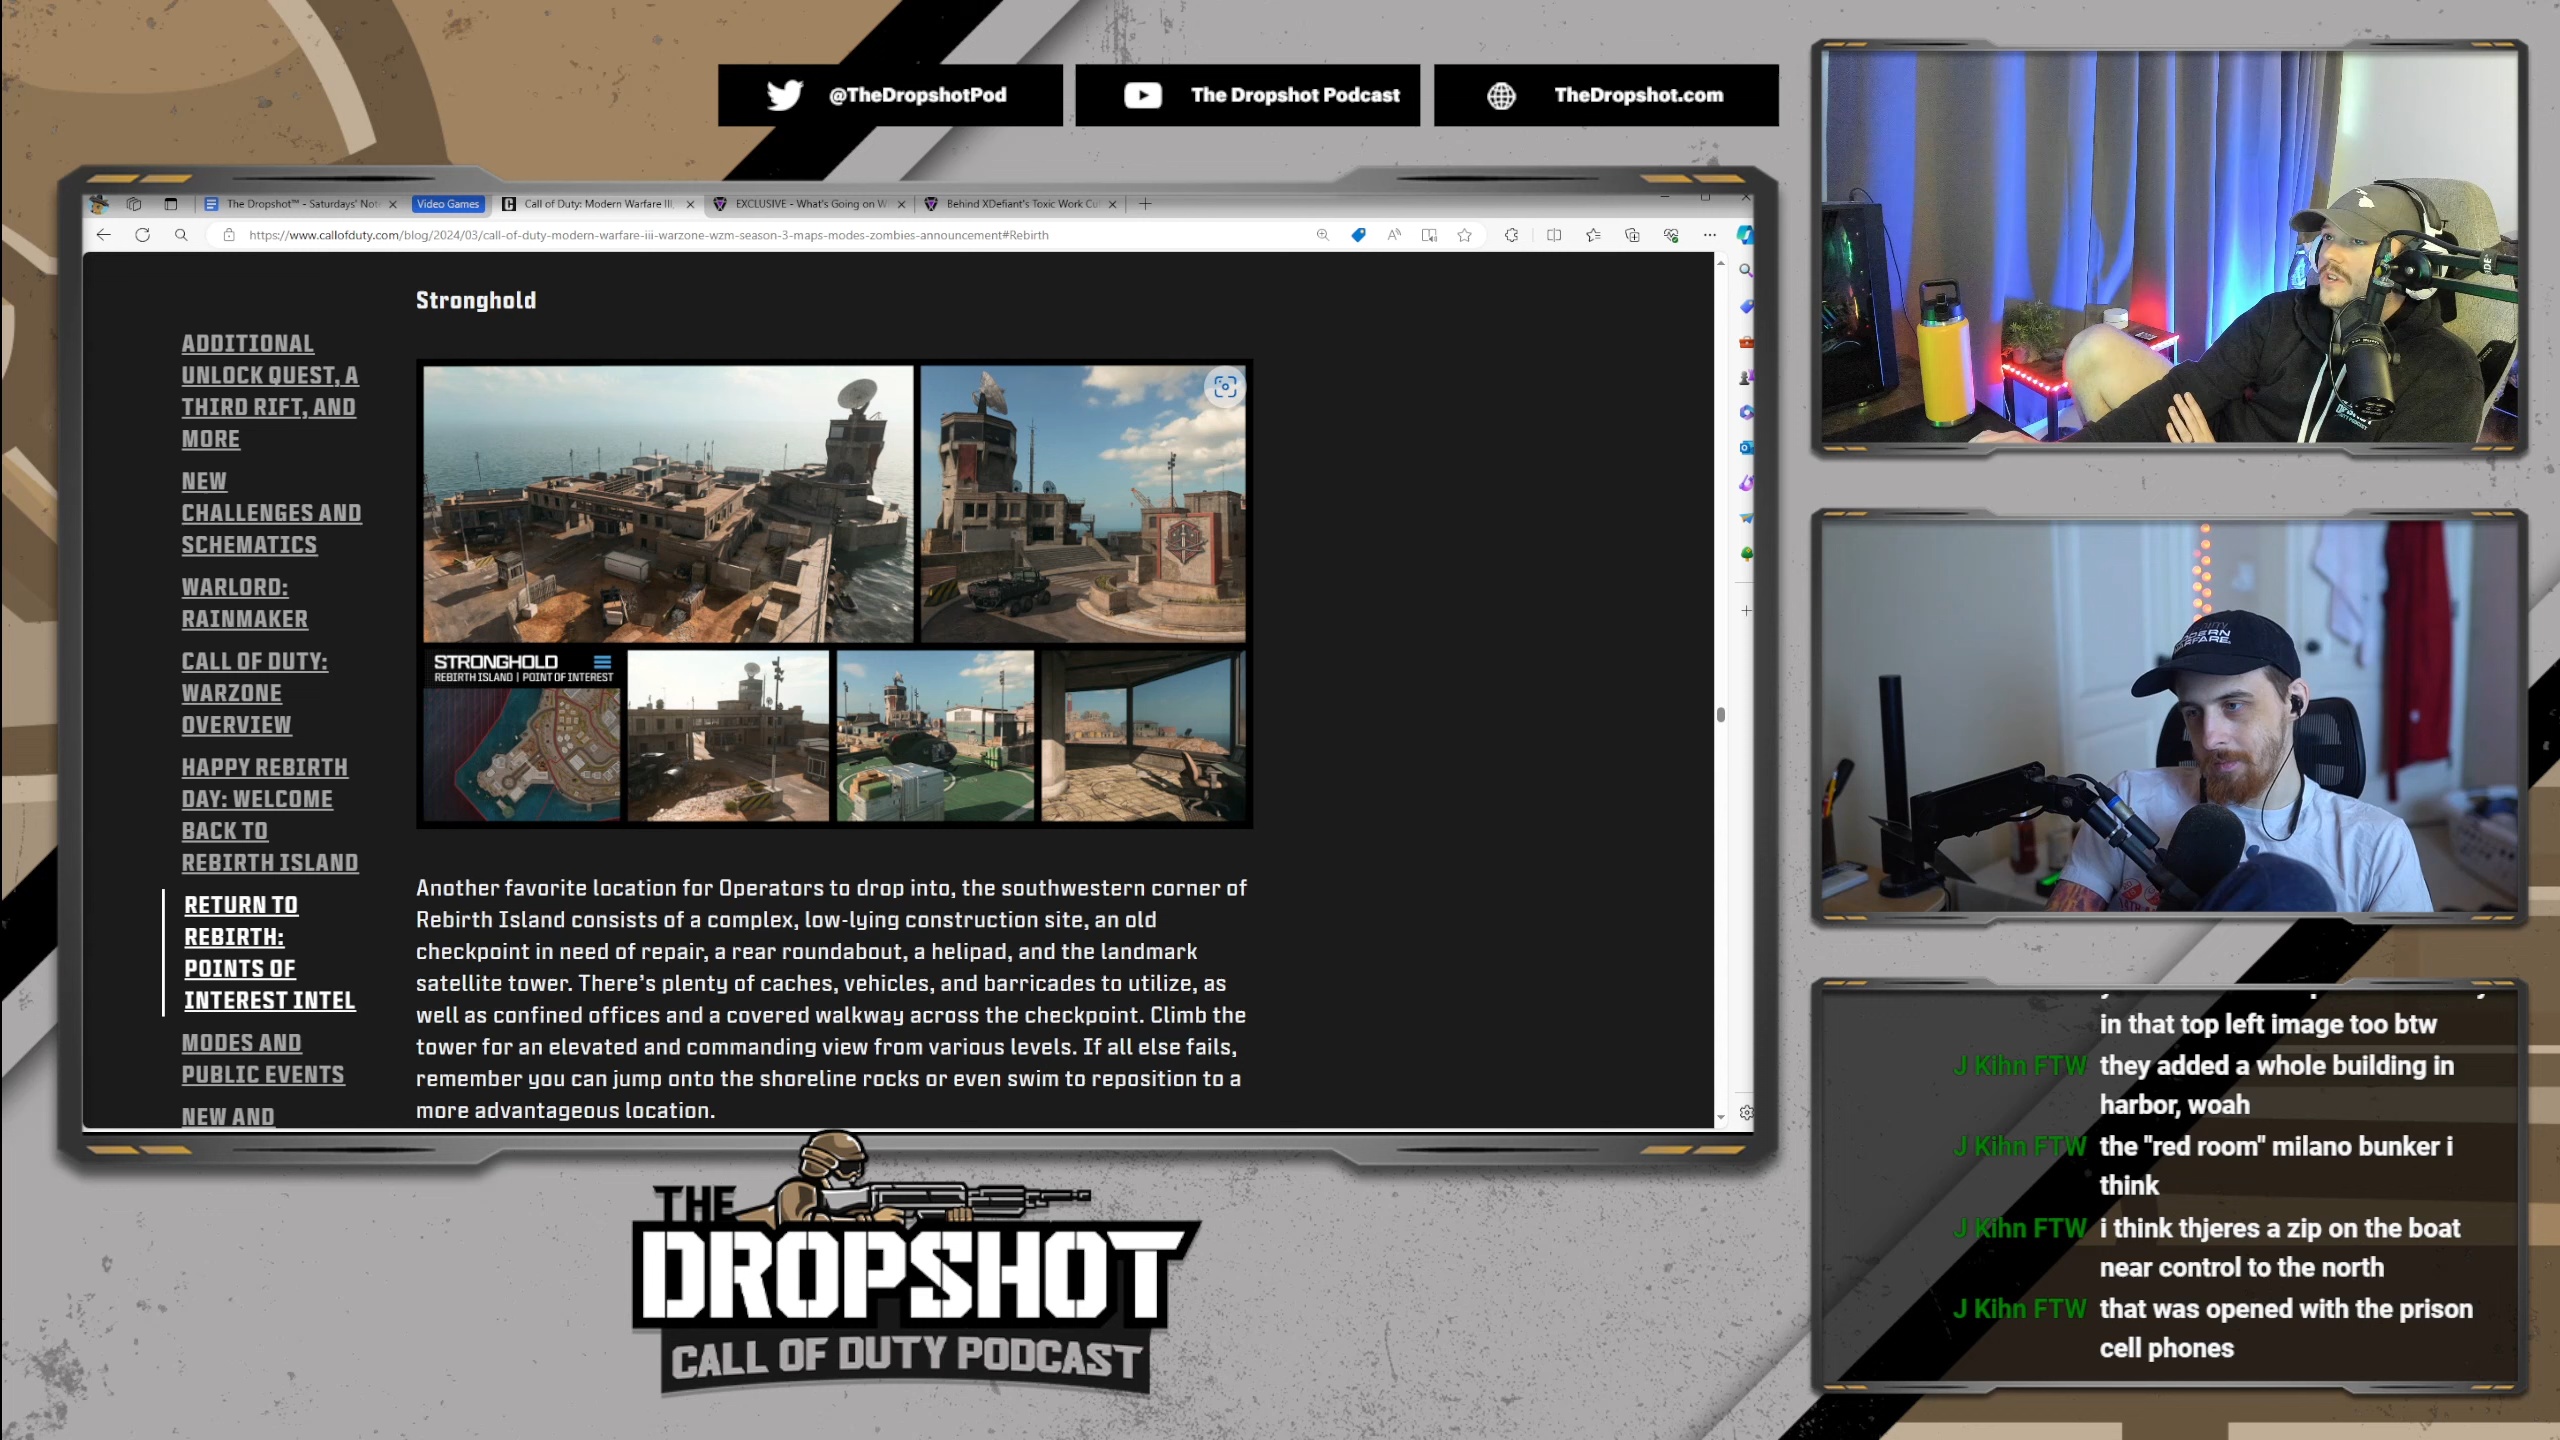 @TheDropshotPod
The Dropshot Podcast
TheDropshot.com
The Dropshot™ - Saturdays' Not
Video Games
Call of Duty: Modern Warfare III,
EXCLUSIVE - What's Going on W
Behind XDefiant's Toxic Work Cu
https://www.callofduty.com/blog/2024/03/call-of-duty-modern-warfare-iii-warzone-wzm-season-3-maps-modes-zombies-announcement#Rebirth
ADDITIONAL
UNLOCK QUEST, A
THIRD RIFT, AND
MORE
NEW
CHALLENGES AND
SCHEMATICS
WARLORD:
RAINMAKER
CALL OF DUTY:
WARZONE
OVERVIEW
HAPPY REBIRTH
DAY: WELCOME
BACK TO
REBIRTH ISLAND
RETURN TO
REBIRTH:
POINTS OF
INTEREST INTEL
MODES AND
PUBLIC EVENTS
NEW AND
Stronghold
STRONGHOLD
REBIRTH ISLAND | POINT OF INTEREST
Another favorite location for Operators to drop into, the southwestern corner of
Rebirth Island consists of a complex, low-lying construction site, an old
checkpoint in need of repair, a rear roundabout, a helipad, and the landmark
satellite tower. There's plenty of caches, vehicles, and barricades to utilize, as
well as confined offices and a covered walkway across the checkpoint. Climb the
tower for an elevated and commanding view from various levels. If all else fails,
remember you can jump onto the shoreline rocks or even swim to reposition to a
more advantageous location.
MODERN
WARFARE
in that top left image too btw
J Kihn FTW they added a whole building in
harbor, woah
J Kihn FTW the "red room" milano bunker i
think
J Kihn FTW i think thjeres a zip on the boat
near control to the north
J Kihn FTW that was opened with the prison
cell phones
THE
DROPSHOT
CALL OF DUTY PODCAST